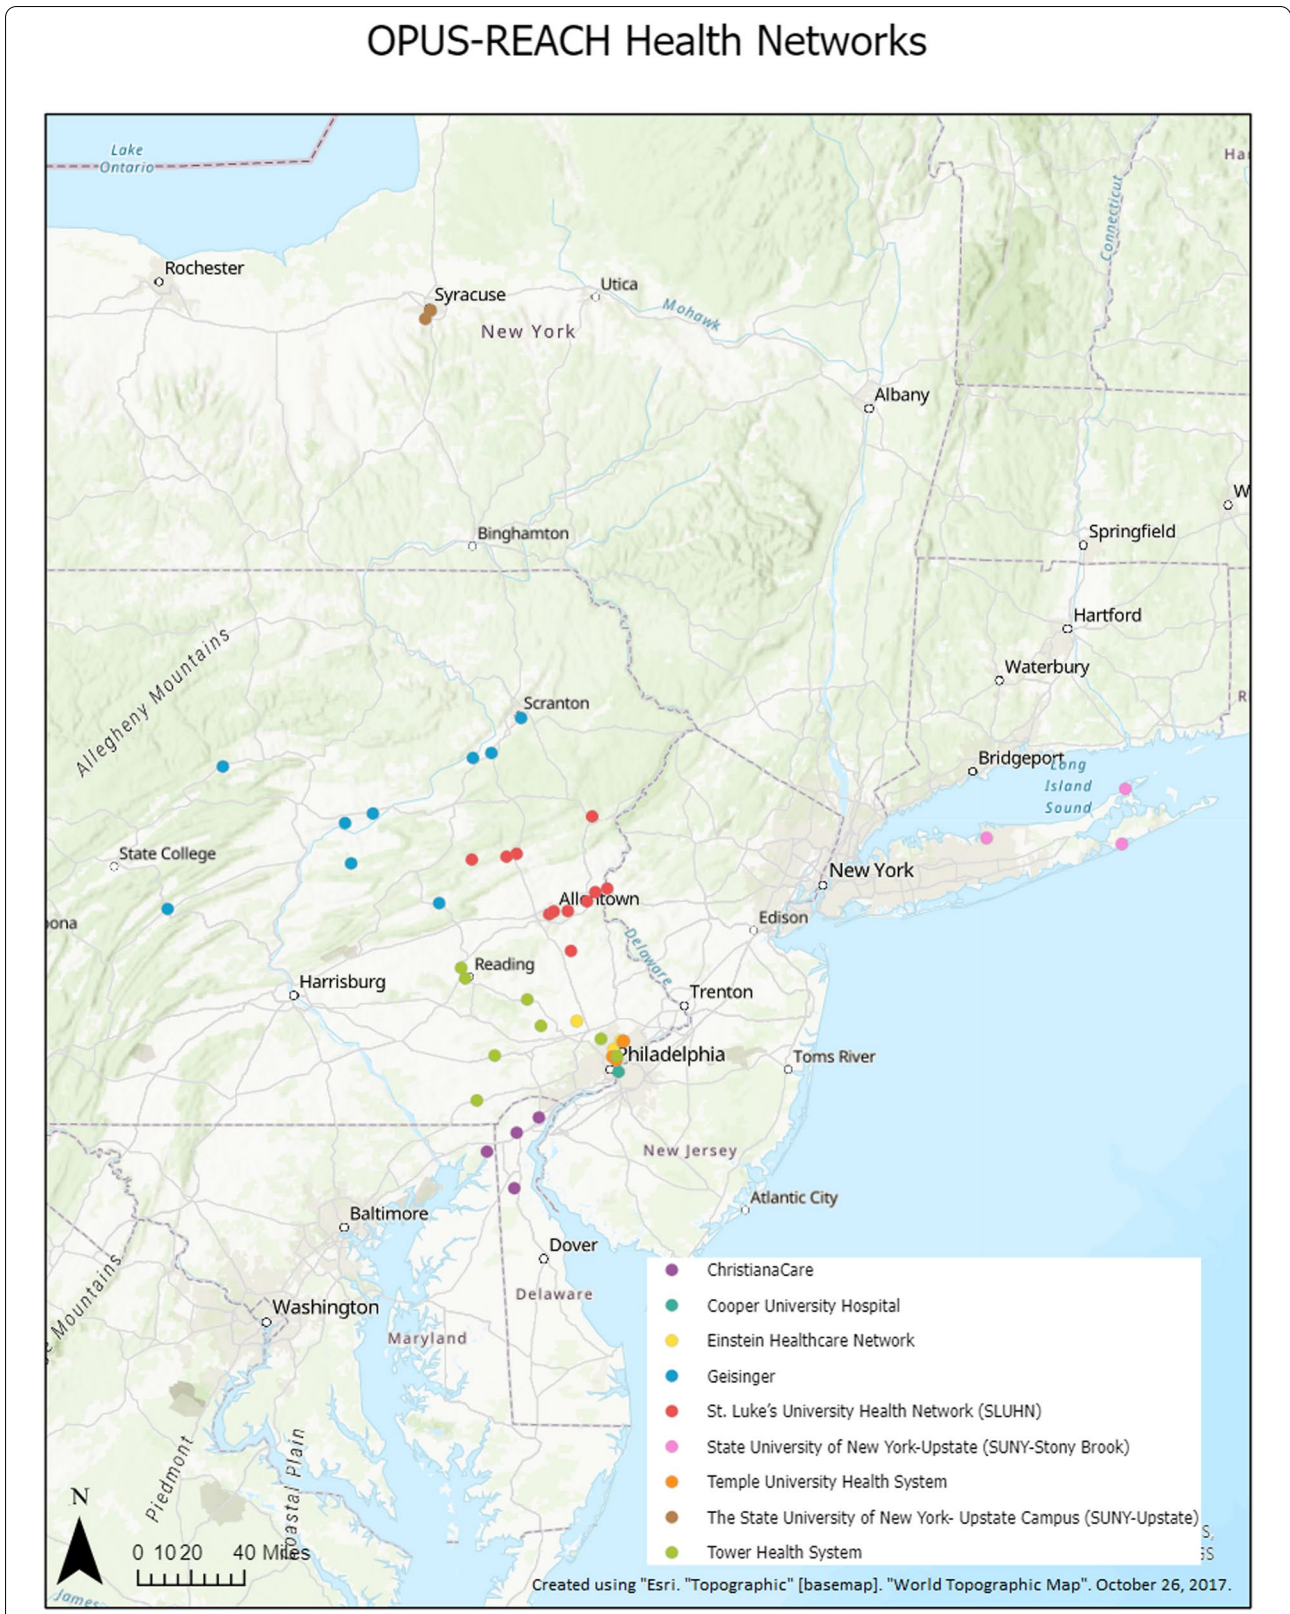 OPUS-REACH Health Networks
Lake
Ontario
Connecticut
Rochester
Syracuse
Utica
Mohawk
New York
Albany
Binghamton
Springfield
Hartford
Waterbury
Allegheny Mountains
Scranton
Bridgeport
Long
Island
Sound
State College
New York
Allentown
Edison
Delaware
Reading
Harrisburg
Trenton
Philadelphia
Toms River
New Jersey
Atlantic City
Baltimore
Dover
Delaware
Washington
Maryland
Mountains
Piedmont
Coastal Plain
ChristianaCare
Cooper University Hospital
Einstein Healthcare Network
Geisinger
St. Luke’s University Health Network (SLUHN)
State University of New York-Upstate (SUNY-Stony Brook)
Temple University Health System
The State University of New York- Upstate Campus (SUNY-Upstate)
Tower Health System
N
0 10 20 40 Miles
James
Created using "Esri. "Topographic" [basemap]. "World Topographic Map". October 26, 2017.